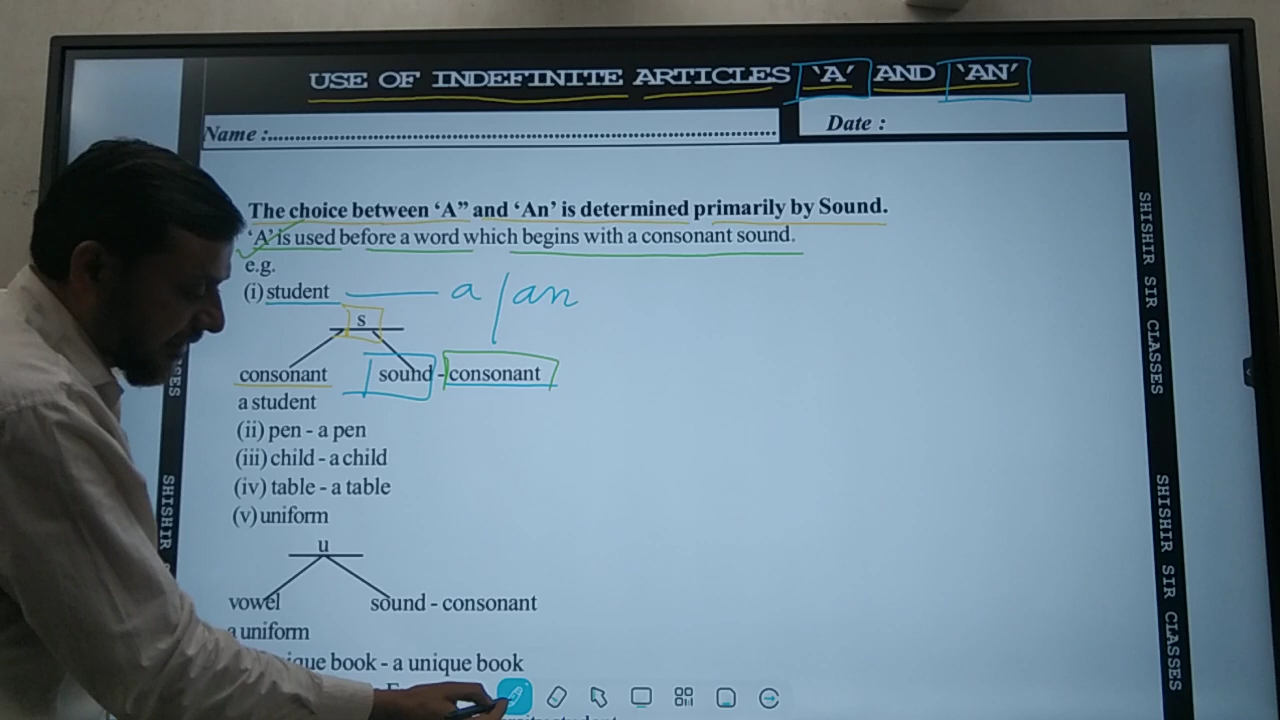 USE OF INDEFINITE ARTICLES 'A' AND 'AN'
Name :
Date :
The choice between 'A” and 'An' is determined primarily by Sound.
'A' is used before a word which begins with a consonant sound.
e.g.
(i) student a / an
s
consonant sound - consonant
a student
(ii) pen - a pen
(iii) child - a child
(iv) table - a table
(v) uniform
u
vowel sound - consonant
a uniform
book - a unique book
student
SHISHIR SIR CLASSES
SHISHIR SIR CLASSES
SHISHIR